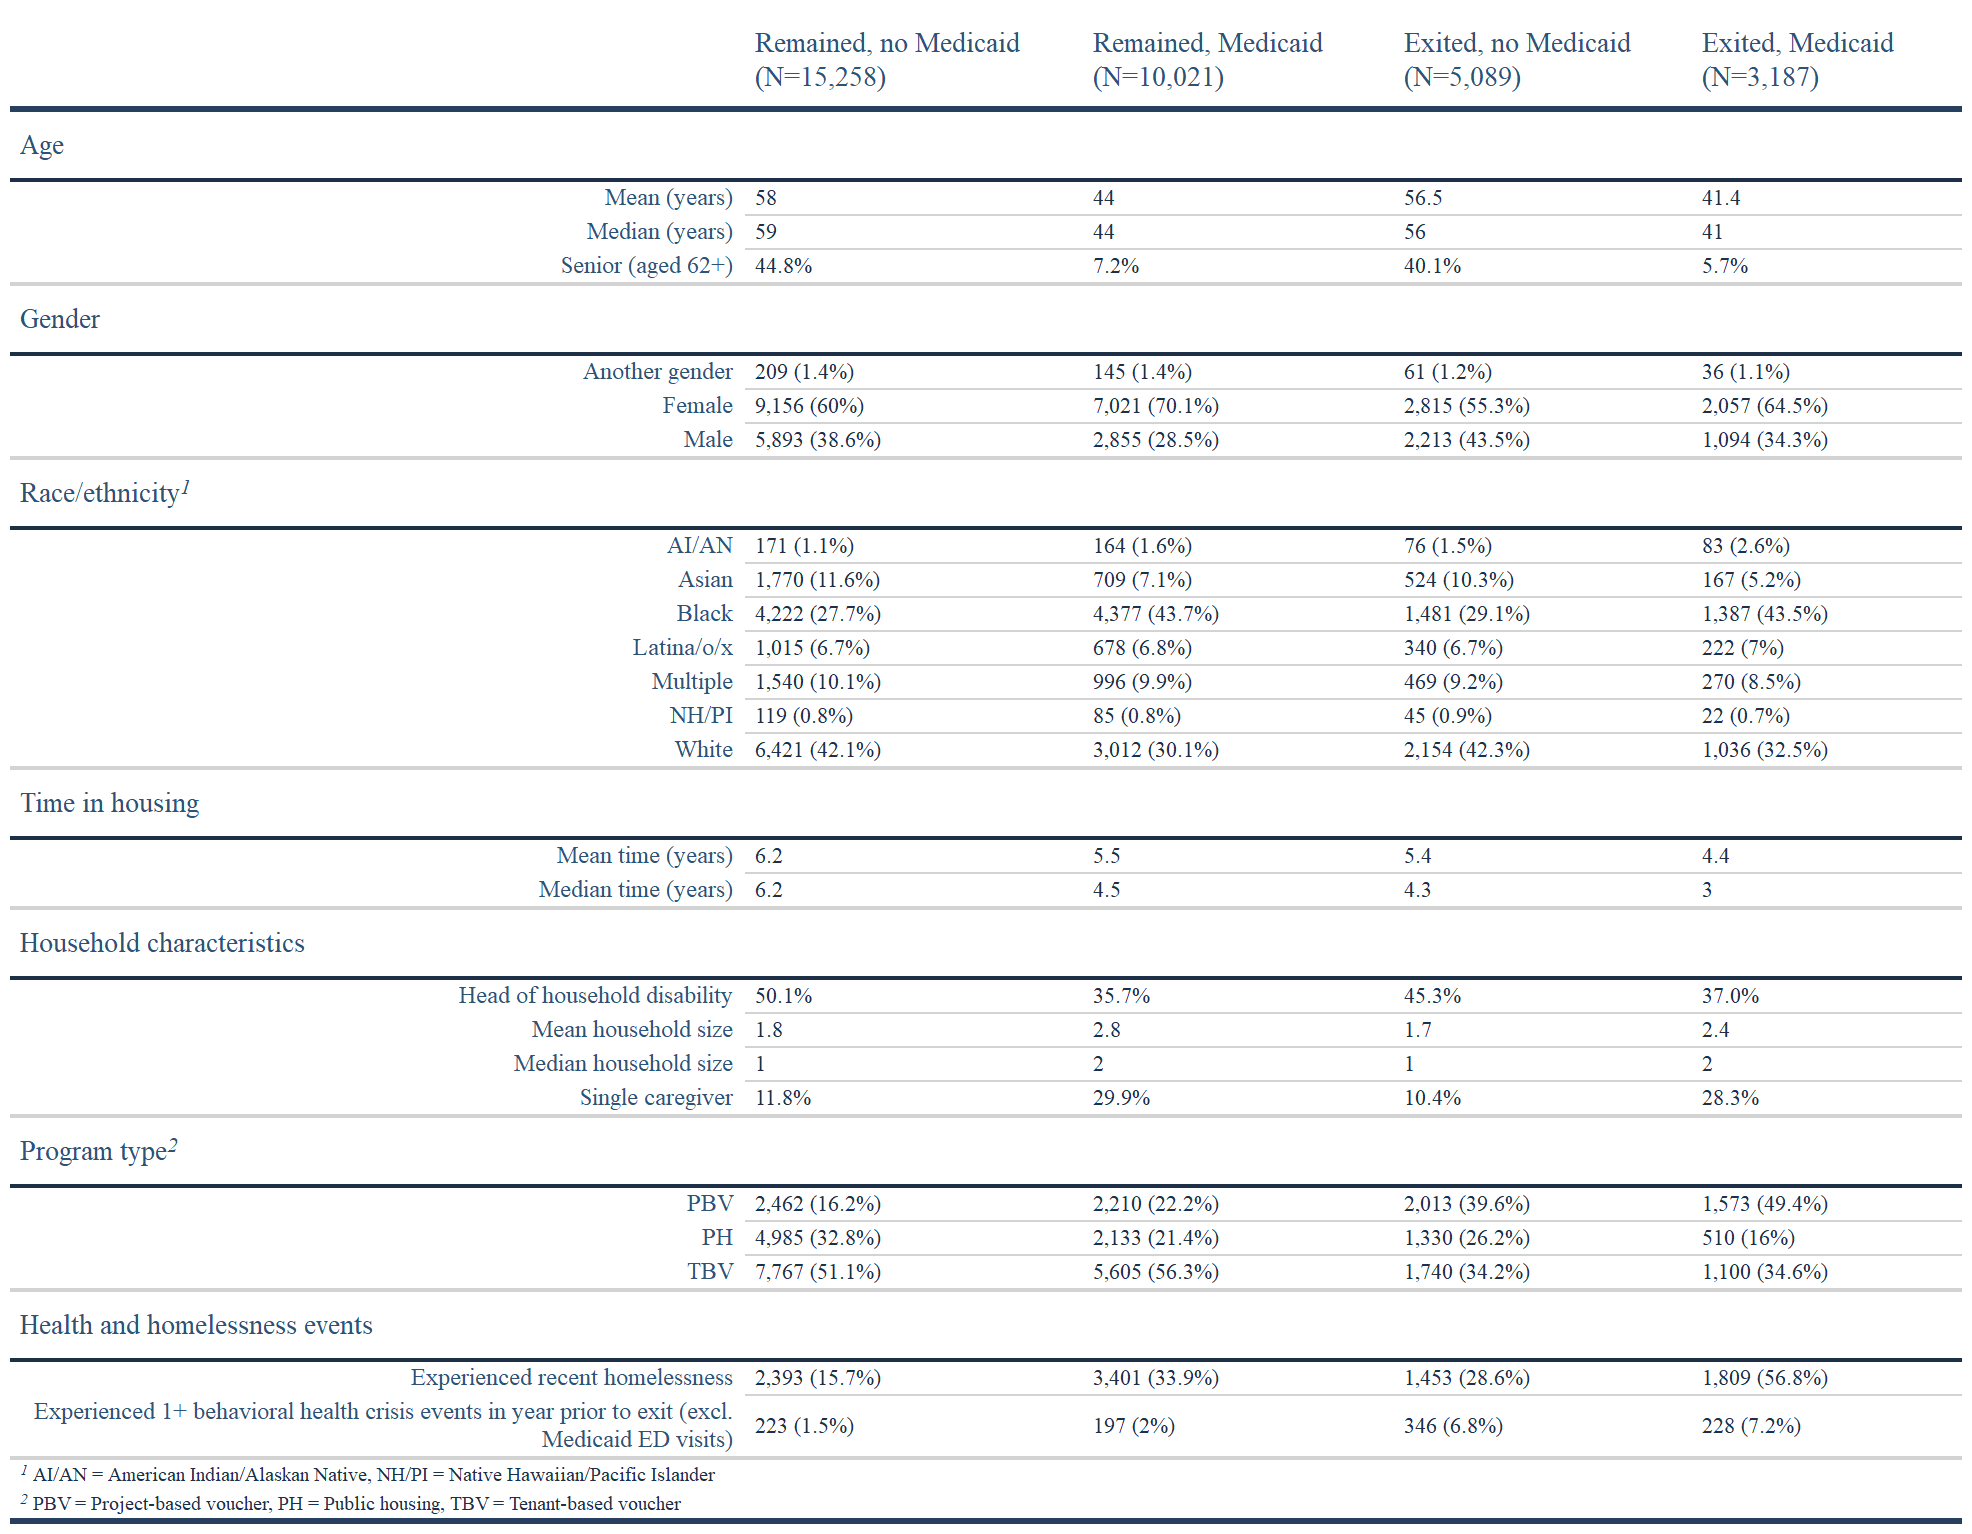 Remained, no Medicaid (N=15,258) Remained, Medicaid (N=10,021) Exited, no Medicaid (N=5,089) Exited, Medicaid (N=3,187)
Age
Mean (years) 58 44 56.5 41.4
Median (years) 59 44 56 41
Senior (aged 62+) 44.8% 7.2% 40.1% 5.7%
Gender
Another gender 209 (1.4%) 145 (1.4%) 61 (1.2%) 36 (1.1%)
Female 9,156 (60%) 7,021 (70.1%) 2,815 (55.3%) 2,057 (64.5%)
Male 5,893 (38.6%) 2,855 (28.5%) 2,213 (43.5%) 1,094 (34.3%)
Race/ethnicity1
AI/AN 171 (1.1%) 164 (1.6%) 76 (1.5%) 83 (2.6%)
Asian 1,770 (11.6%) 709 (7.1%) 524 (10.3%) 167 (5.2%)
Black 4,222 (27.7%) 4,377 (43.7%) 1,481 (29.1%) 1,387 (43.5%)
Latina/o/x 1,015 (6.7%) 678 (6.8%) 340 (6.7%) 222 (7%)
Multiple 1,540 (10.1%) 996 (9.9%) 469 (9.2%) 270 (8.5%)
NH/PI 119 (0.8%) 85 (0.8%) 45 (0.9%) 22 (0.7%)
White 6,421 (42.1%) 3,012 (30.1%) 2,154 (42.3%) 1,036 (32.5%)
Time in housing
Mean time (years) 6.2 5.5 5.4 4.4
Median time (years) 6.2 4.5 4.3 3
Household characteristics
Head of household disability 50.1% 35.7% 45.3% 37.0%
Mean household size 1.8 2.8 1.7 2.4
Median household size 1 2 1 2
Single caregiver 11.8% 29.9% 10.4% 28.3%
Program type2
PBV 2,462 (16.2%) 2,210 (22.2%) 2,013 (39.6%) 1,573 (49.4%)
PH 4,985 (32.8%) 2,133 (21.4%) 1,330 (26.2%) 510 (16%)
TBV 7,767 (51.1%) 5,605 (56.3%) 1,740 (34.2%) 1,100 (34.6%)
Health and homelessness events
Experienced recent homelessness 2,393 (15.7%) 3,401 (33.9%) 1,453 (28.6%) 1,809 (56.8%)
Experienced 1+ behavioral health crisis events in year prior to exit (excl.
Medicaid ED visits) 223 (1.5%) 197 (2%) 346 (6.8%) 228 (7.2%)
1 AI/AN = American Indian/Alaskan Native, NH/PI = Native Hawaiian/Pacific Islander
2 PBV = Project-based voucher, PH = Public housing, TBV = Tenant-based voucher